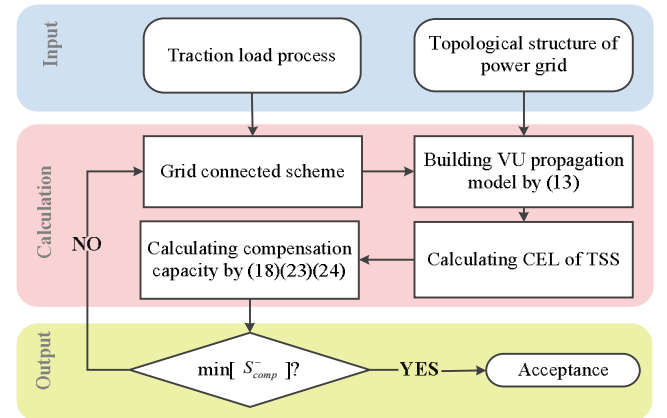 Input
Traction load process
Topological structure of
power grid
Calculation
Grid connected scheme
Building VU propagation
model by (13)
NO
Calculating compensation
capacity by (18)(23)(24)
Calculating CEL of TSS
Output
min[ S⁻comp ]?
YES
Acceptance